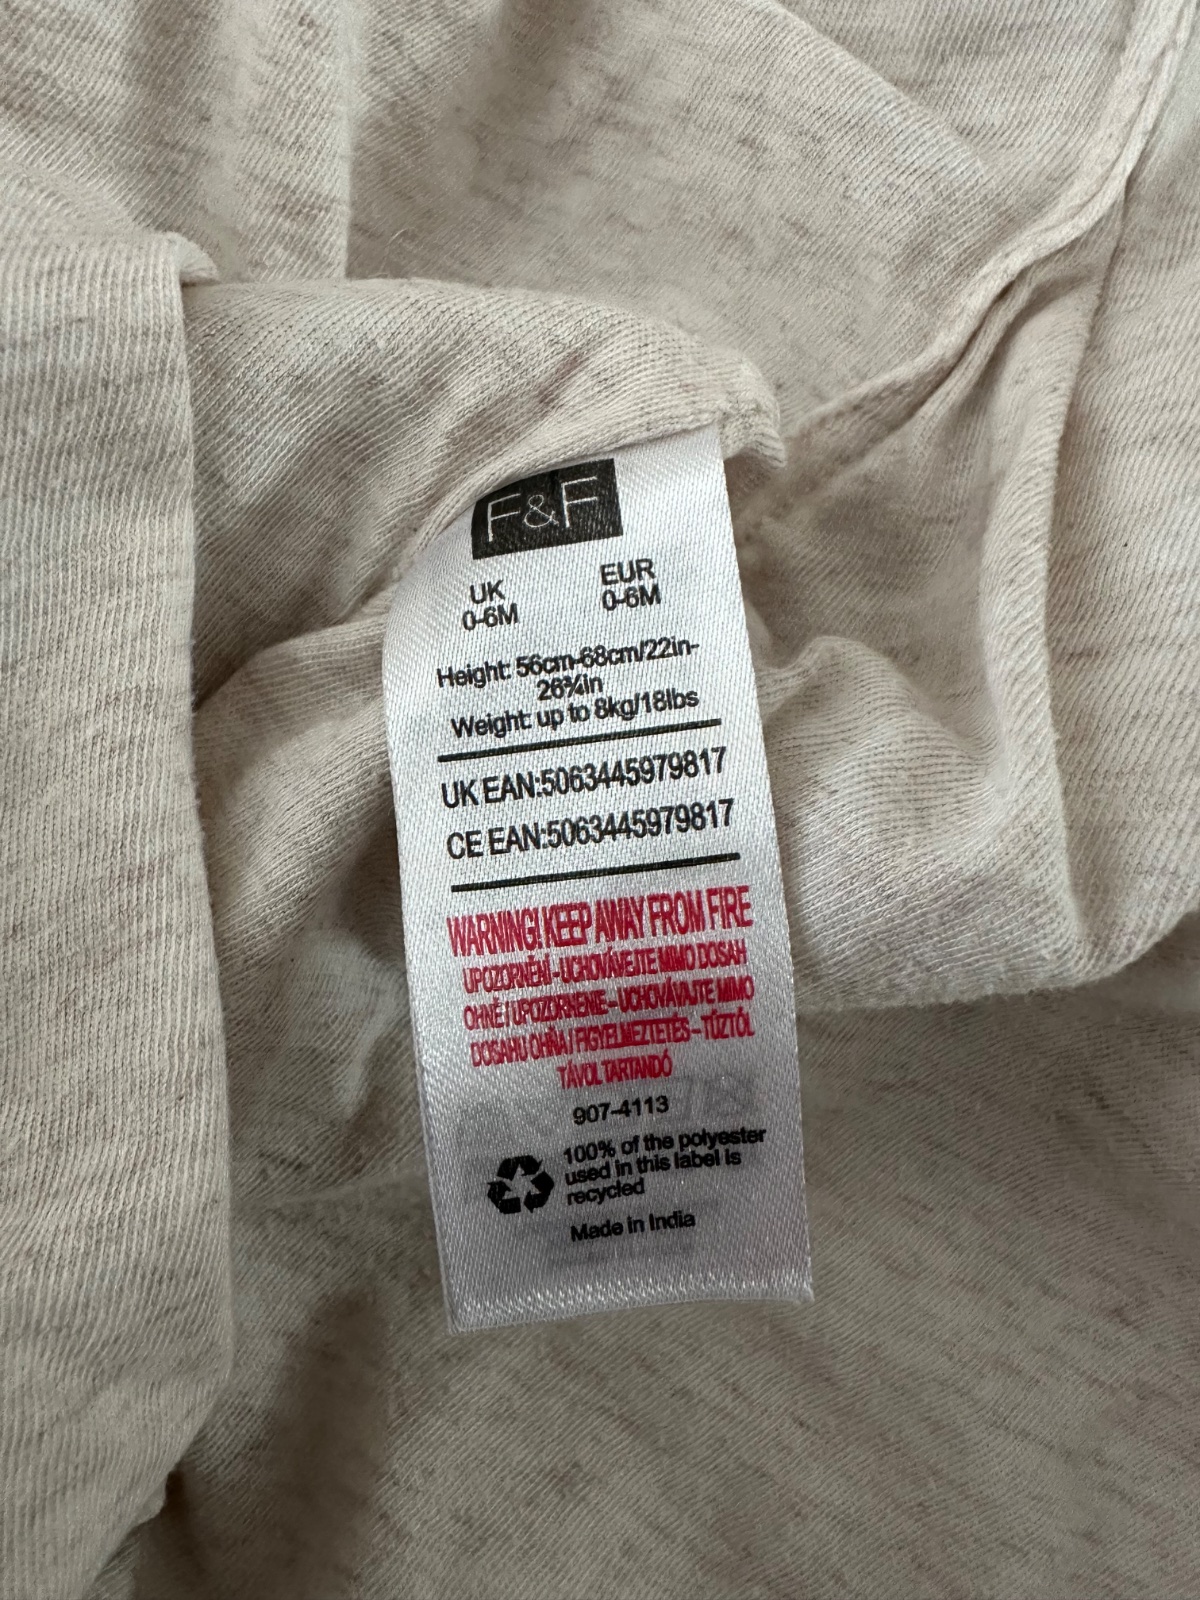 F&F
UK EUR
0-6M 0-6M
Height: 56cm-68cm/22in-
26¾in
Weight: up to 8kg/18lbs
UK EAN:5063445979817
CE EAN:5063445979817
WARNING! KEEP AWAY FROM FIRE
UPOZORNĚNÍ - UCHOVÁVEJTE MIMO DOSAH
OHNĚ / UPOZORNENIE - UCHOVÁVAJTE MIMO
DOSAHU OHŇA / FIGYELMEZTETÉS - TŰZTŐL
TÁVOL TARTANDÓ
907-4113
100% of the polyester
used in this label is
recycled
Made in India